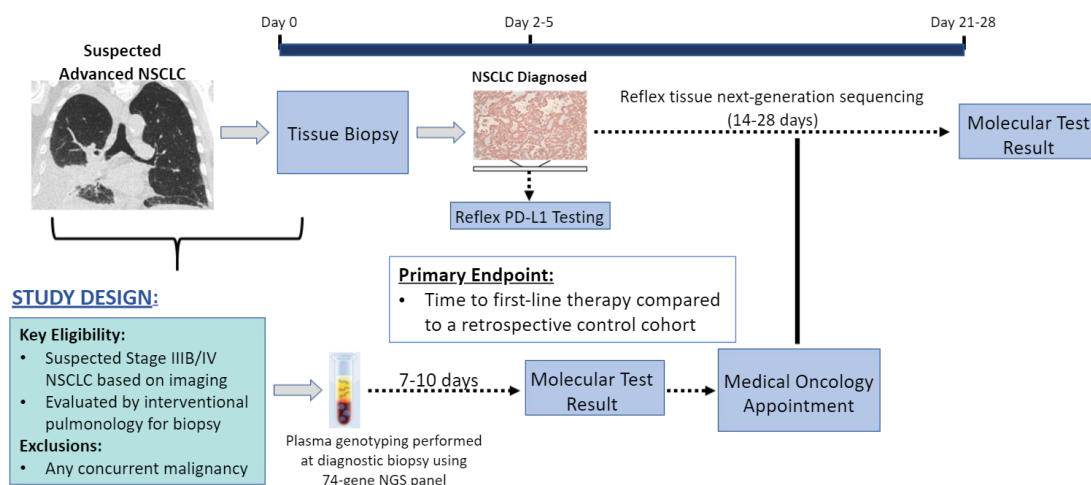 Day 0
Day 2-5
Day 21-28
Suspected
Advanced NSCLC
Tissue Biopsy
NSCLC Diagnosed
Reflex tissue next-generation sequencing
(14-28 days)
Molecular Test
Result
Reflex PD-L1 Testing
Primary Endpoint:
• Time to first-line therapy compared
to a retrospective control cohort
STUDY DESIGN:
Key Eligibility:
• Suspected Stage IIIB/IV
NSCLC based on imaging
• Evaluated by interventional
pulmonology for biopsy
Exclusions:
• Any concurrent malignancy
7-10 days
Plasma genotyping performed
at diagnostic biopsy using
74-gene NGS panel
Molecular Test
Result
Medical Oncology
Appointment